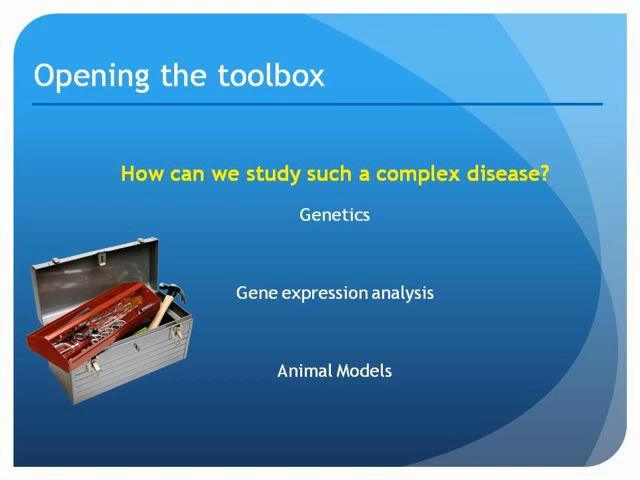 Opening the toolbox
How can we study such a complex disease?
Genetics
Gene expression analysis
Animal Models